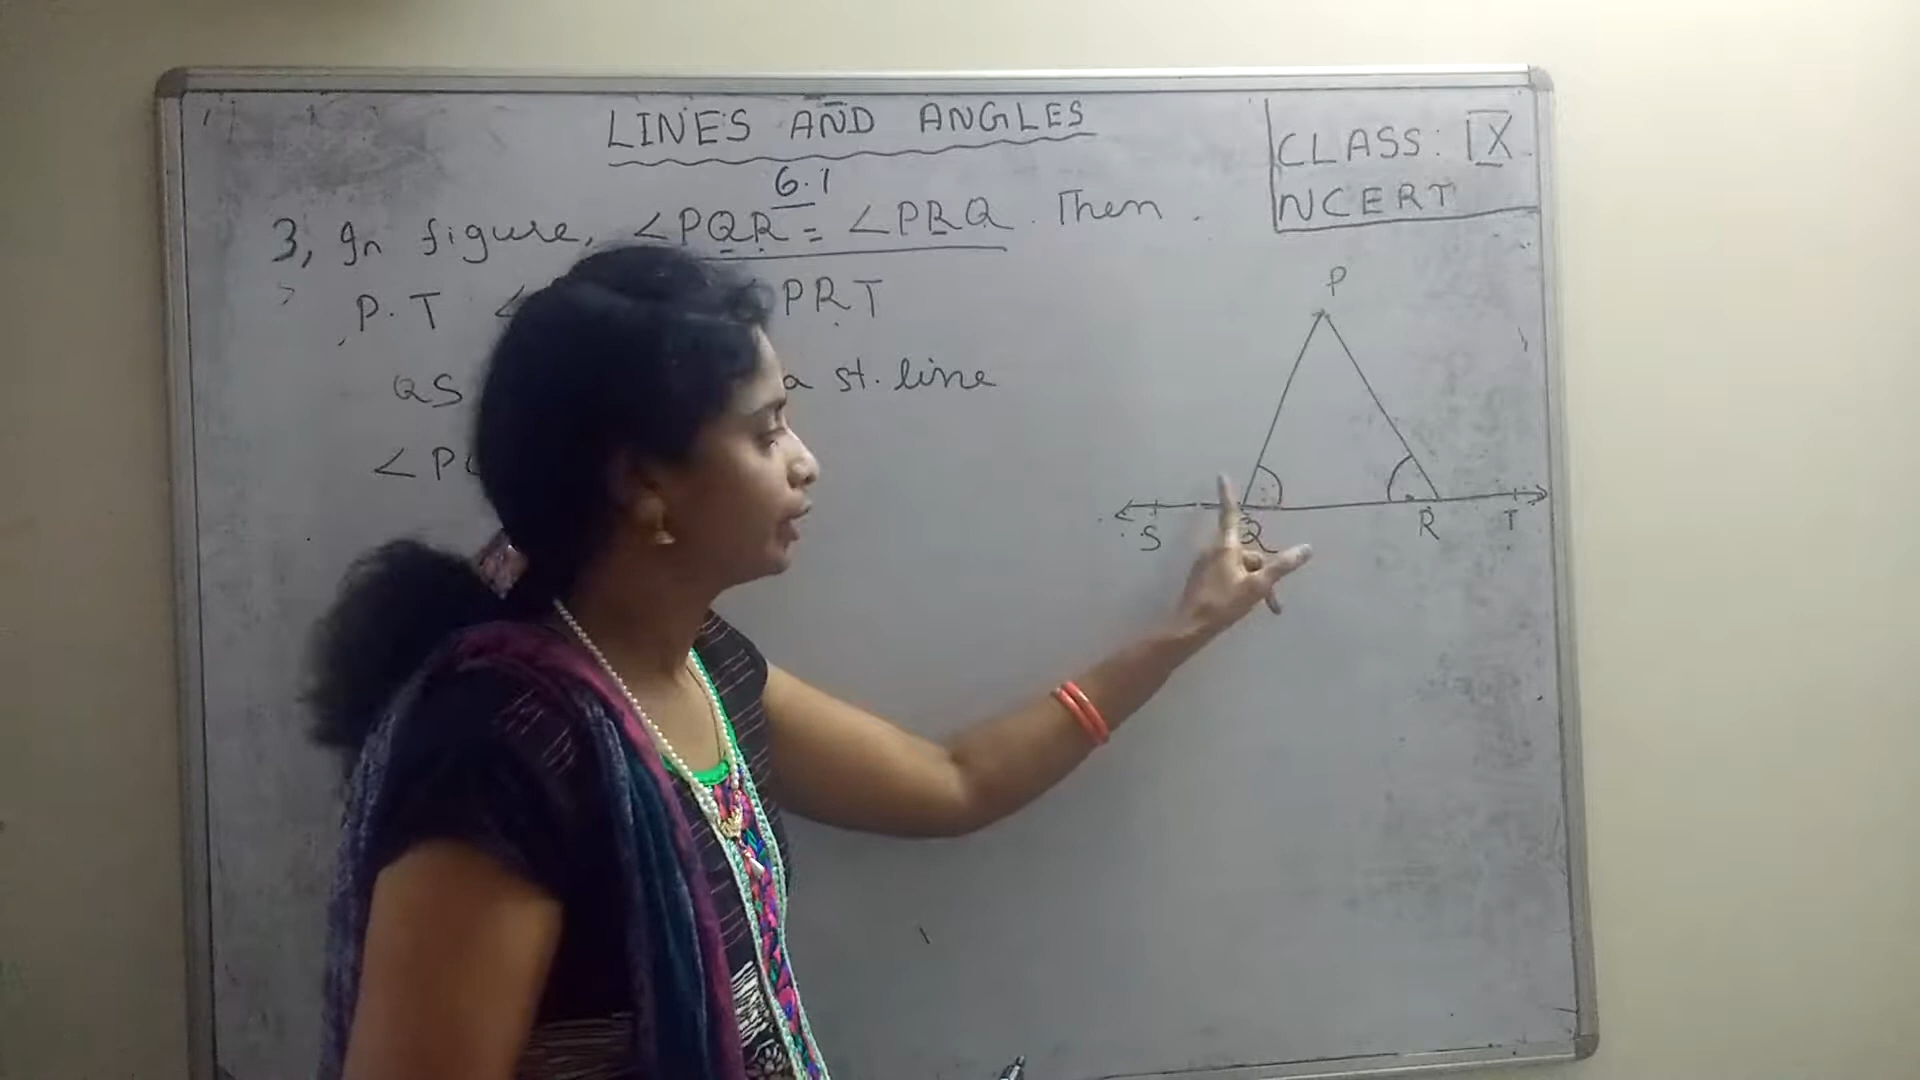 LINES AND ANGLES
6.1
CLASS: IX
NCERT
3, In figure, ∠PQR = ∠PRQ. Then
P.T ∠ PRT
QS a st. line
∠P
P
S Q R T